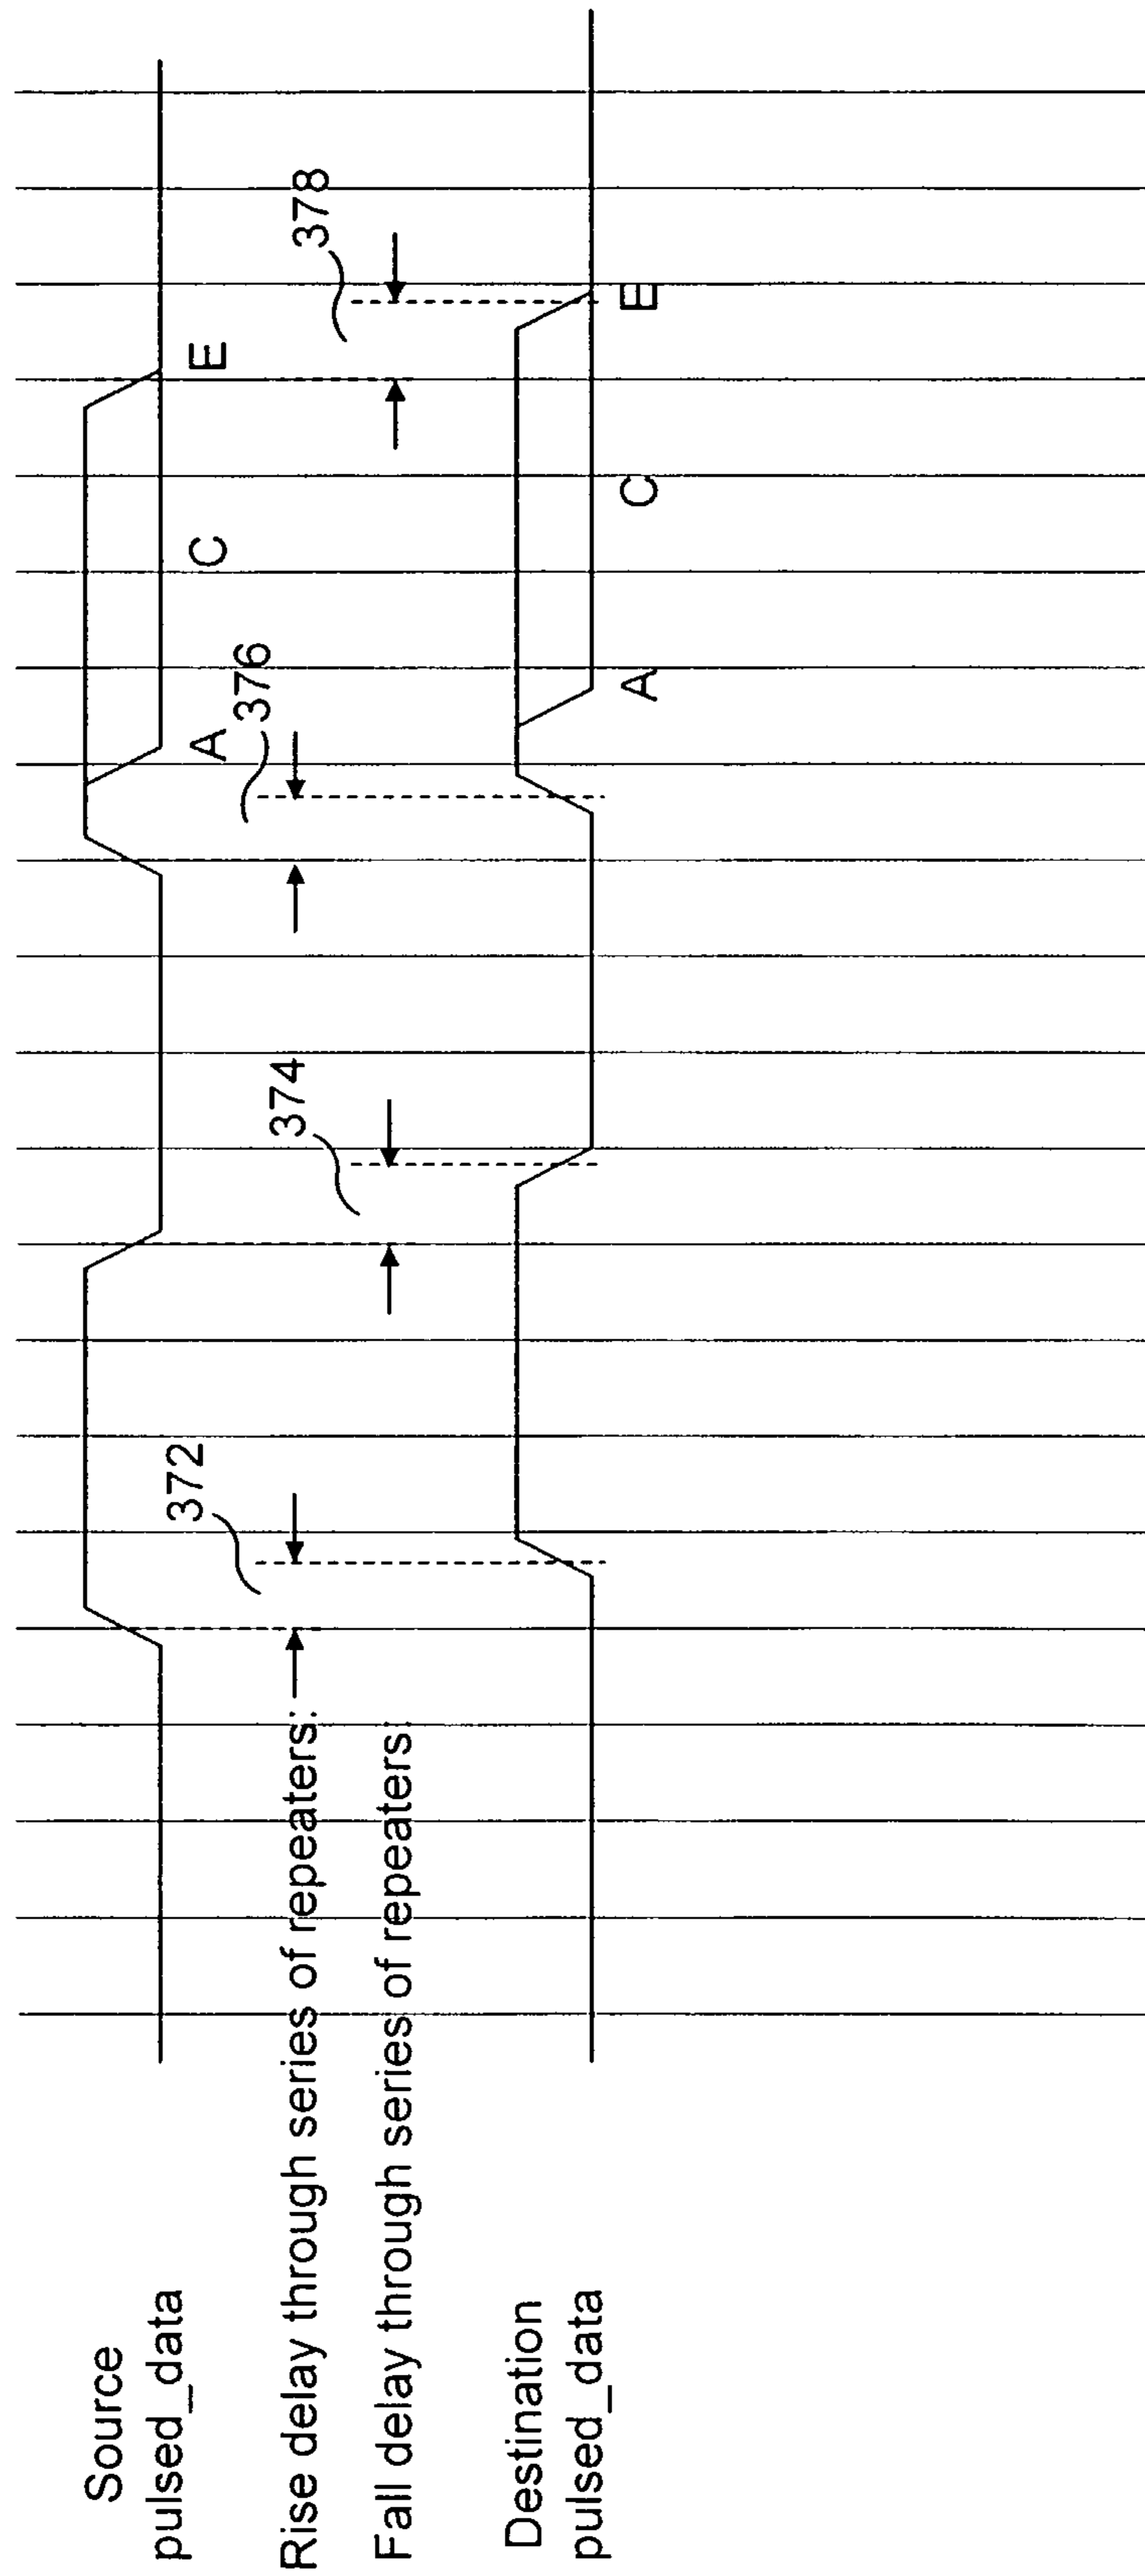 Source
pulsed_data
A
C
E
Rise delay through series of repeaters:
372
376
Fall delay through series of repeaters:
374
378
Destination
pulsed_data
A
C
E